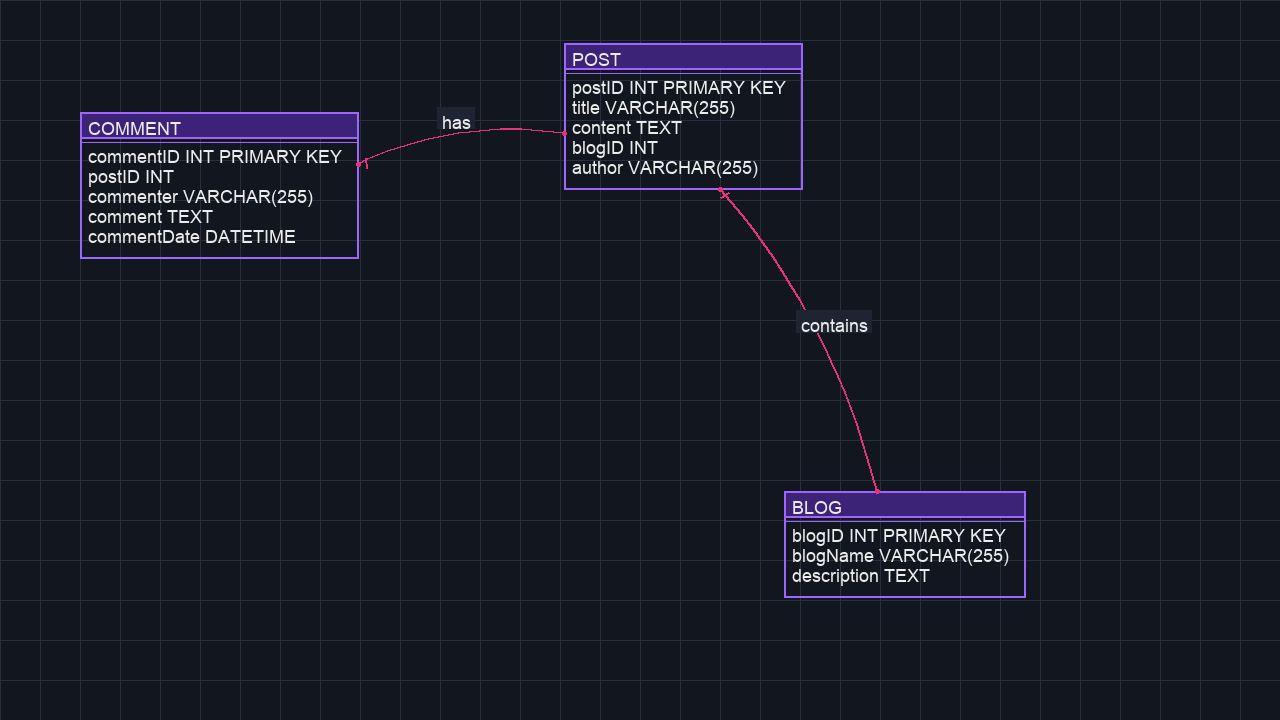 POST
postID INT PRIMARY KEY
title VARCHAR(255)
content TEXT
blogID INT
author VARCHAR(255)
has
COMMENT
commentID INT PRIMARY KEY
postID INT
commenter VARCHAR(255)
comment TEXT
commentDate DATETIME
contains
BLOG
blogID INT PRIMARY KEY
blogName VARCHAR(255)
description TEXT